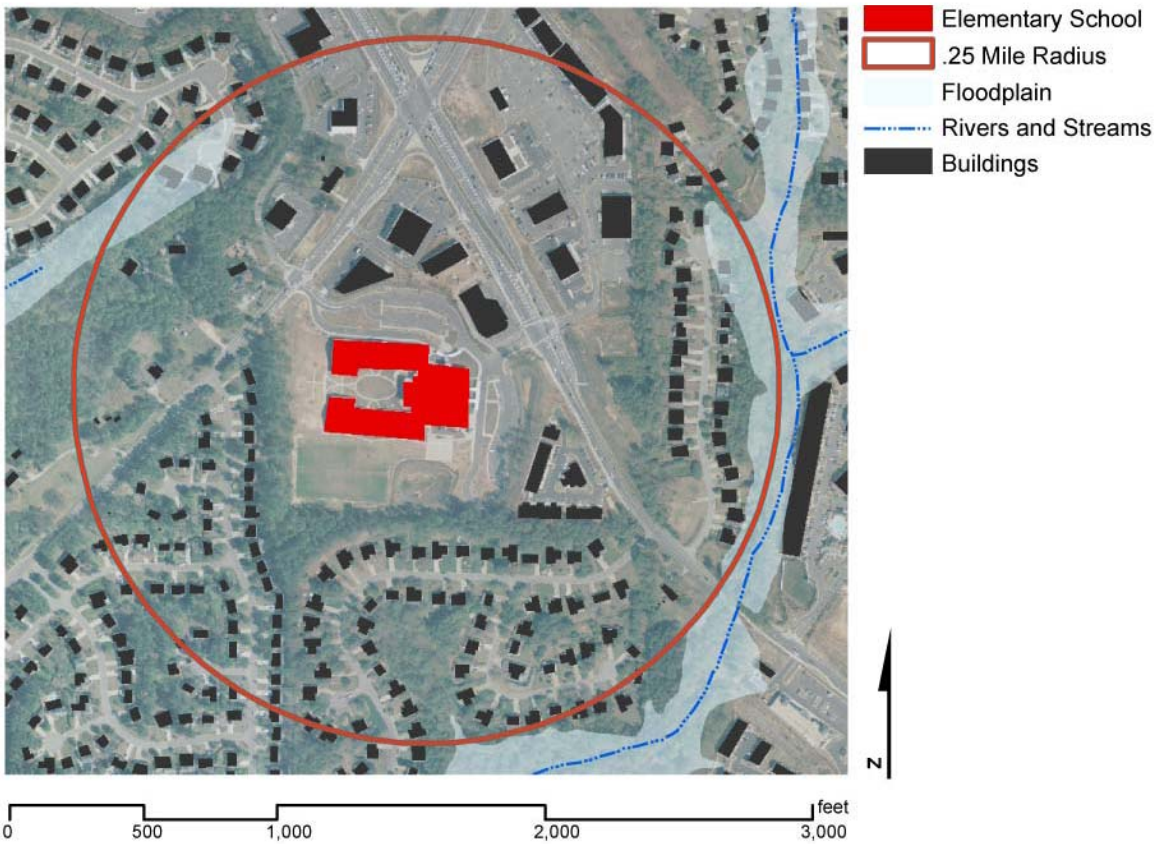 Elementary School
.25 Mile Radius
Floodplain
Rivers and Streams
Buildings
N
feet
0 500 1,000 2,000 3,000